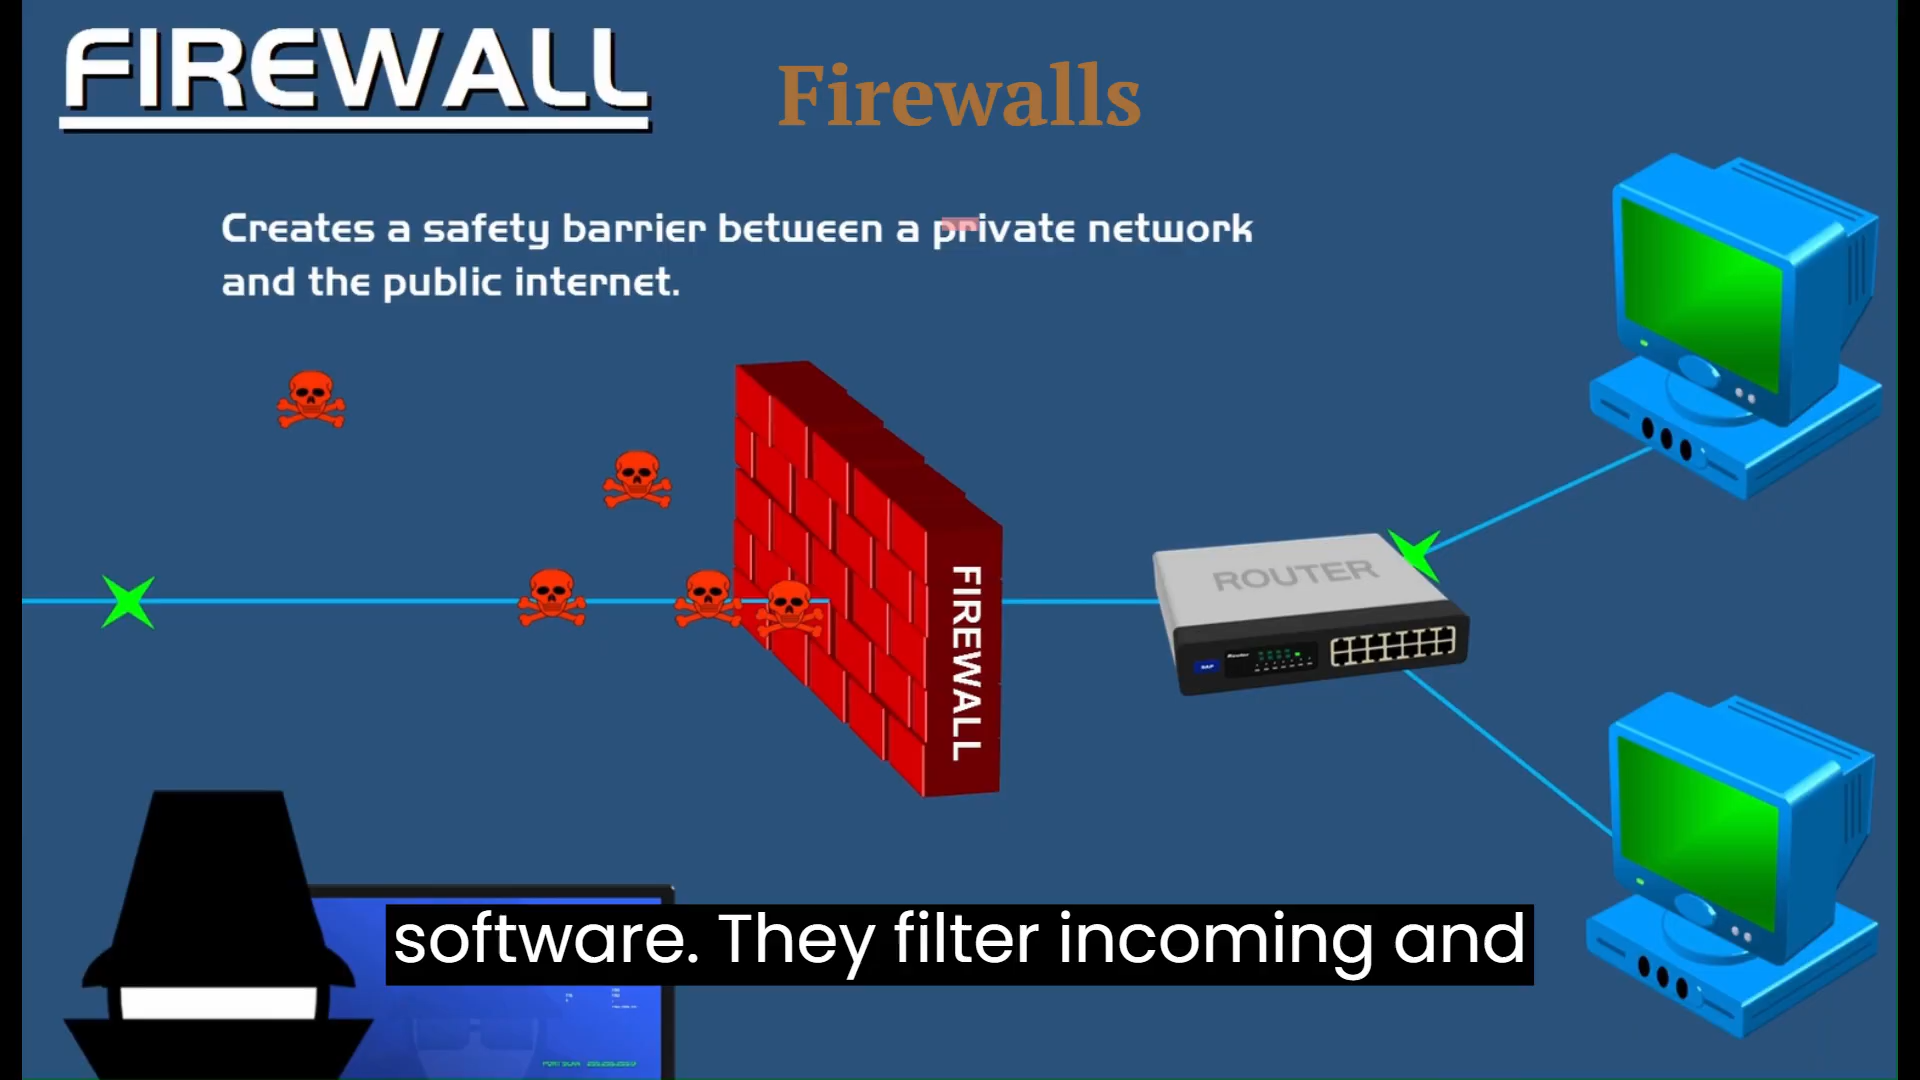 FIREWALL
Firewalls
Creates a safety barrier between a private network
and the public internet.
FIREWALL
ROUTER
software. They filter incoming and